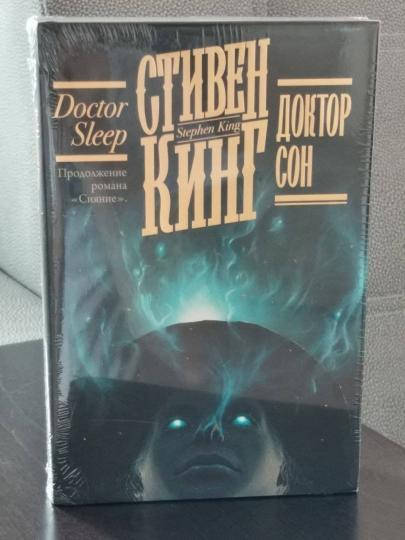 Doctor
Sleep
Продолжение
романа
«Сияние».
СТИВЕН
Stephen King
КИНГ
ДОКТОР
СОН